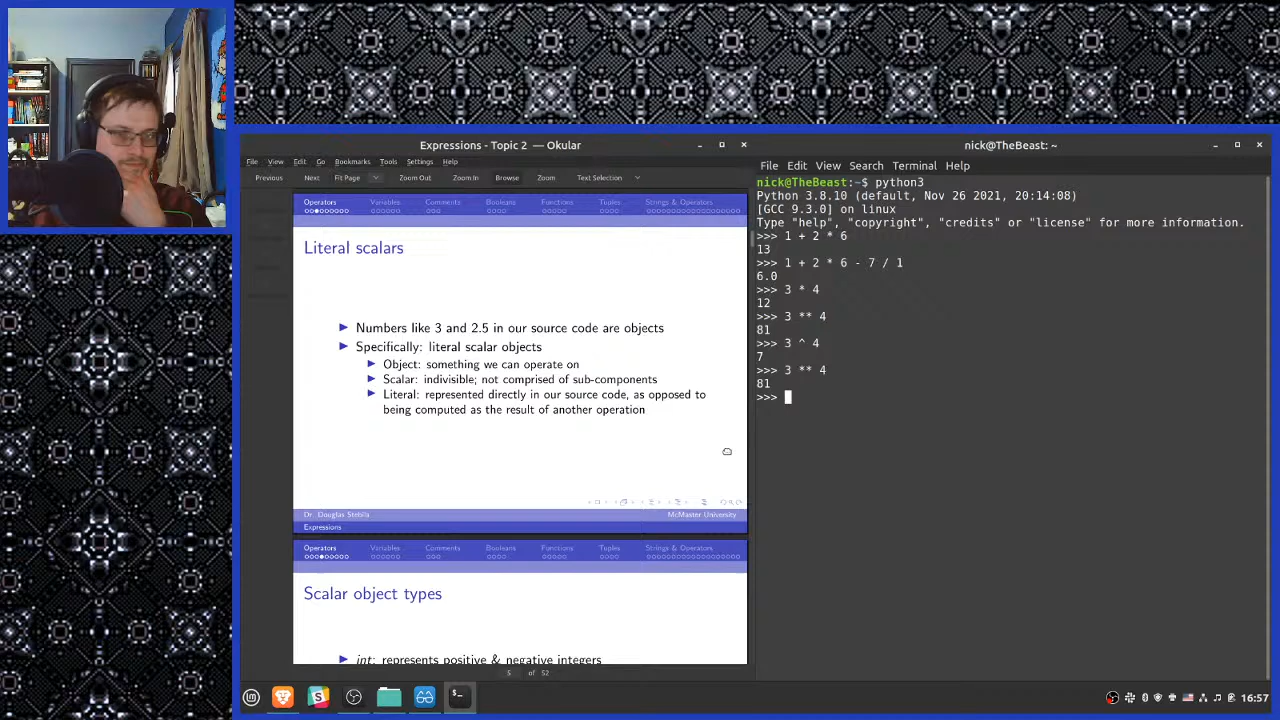 Expressions - Topic 2 — Okular
File View Edit Go Bookmarks Tools Settings Help
Previous Next Fit Page Zoom Out Zoom In Browse Zoom Text Selection
Operators Variables Comments Booleans Functions Tuples Strings & Operators
Literal scalars
Numbers like 3 and 2.5 in our source code are objects
Specifically: literal scalar objects
Object: something we can operate on
Scalar: indivisible; not comprised of sub-components
Literal: represented directly in our source code, as opposed to
being computed as the result of another operation
Dr. Douglas Stebila McMaster University
Expressions
Operators Variables Comments Booleans Functions Tuples Strings & Operators
Scalar object types
int: represents positive & negative integers
5 of 52
nick@TheBeast: ~
File Edit View Search Terminal Help
nick@TheBeast:~$ python3
Python 3.8.10 (default, Nov 26 2021, 20:14:08)
[GCC 9.3.0] on linux
Type "help", "copyright", "credits" or "license" for more information.
>>> 1 + 2 * 6
13
>>> 1 + 2 * 6 - 7 / 1
6.0
>>> 3 * 4
12
>>> 3 ** 4
81
>>> 3 ^ 4
7
>>> 3 ** 4
81
>>>
16:57